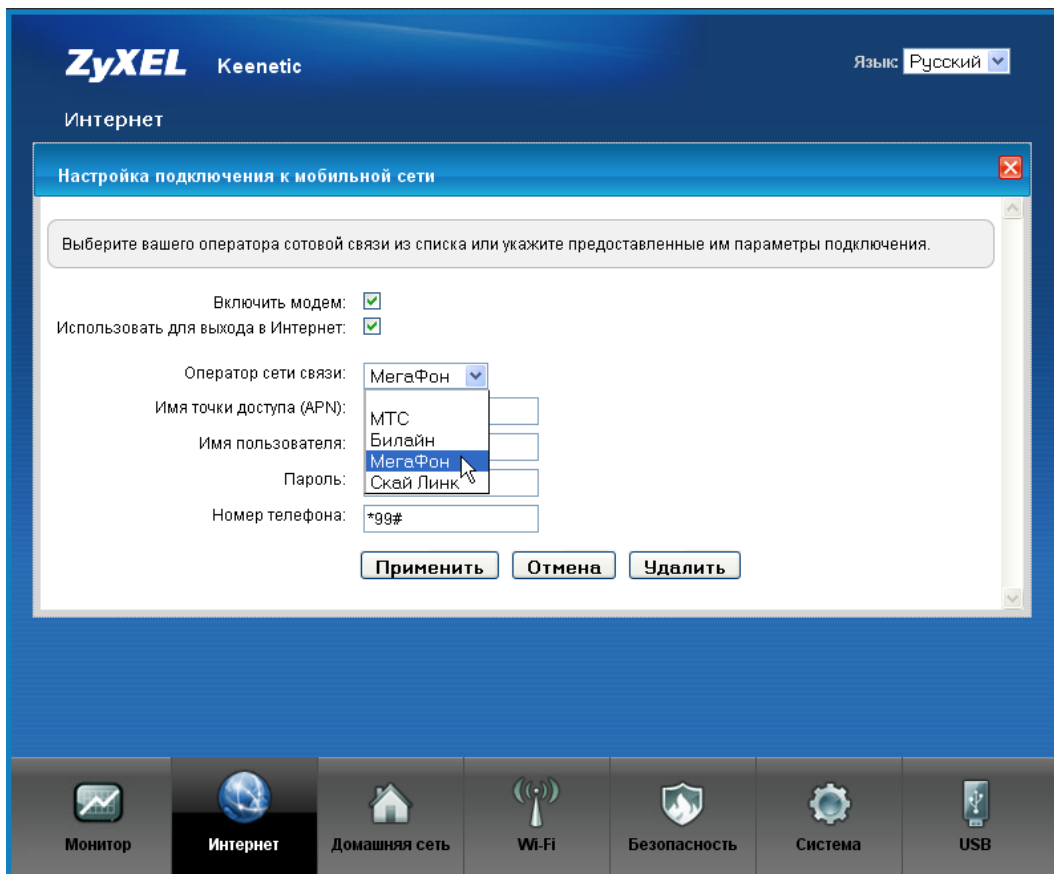 ZyXEL Keenetic
Язык: Русский
Интернет
Настройка подключения к мобильной сети
Выберите вашего оператора сотовой связи из списка или укажите предоставленные им параметры подключения.
Включить модем:
Использовать для выхода в Интернет:
Оператор сети связи: МегаФон
Имя точки доступа (APN):
МТС
Билайн
Имя пользователя:
МегаФон
Пароль:
Скай Линк
Номер телефона: *99#
Применить Отмена Удалить
Монитор Интернет Домашняя сеть Wi-Fi Безопасность Система USB